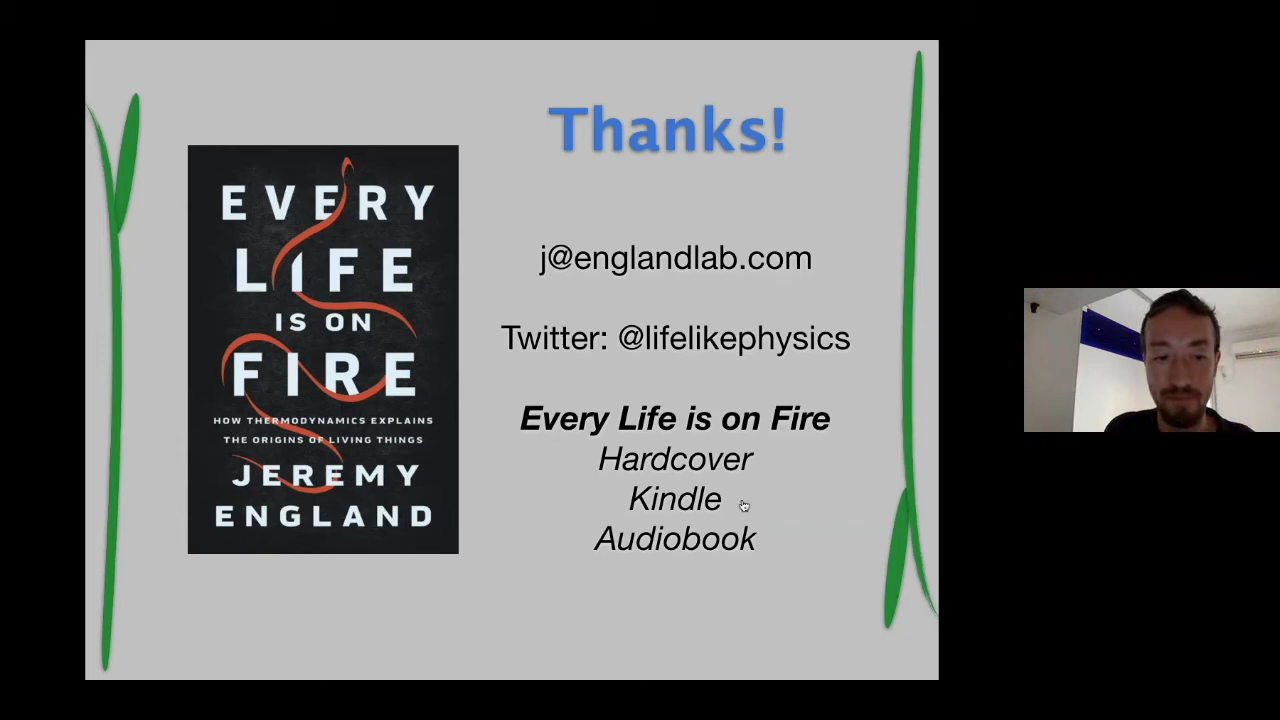 EVERY
LIFE
IS ON
FIRE
HOW THERMODYNAMICS EXPLAINS
THE ORIGINS OF LIVING THINGS
JEREMY
ENGLAND
Thanks!
j@englandlab.com
Twitter: @lifelikephysics
Every Life is on Fire
Hardcover
Kindle
Audiobook